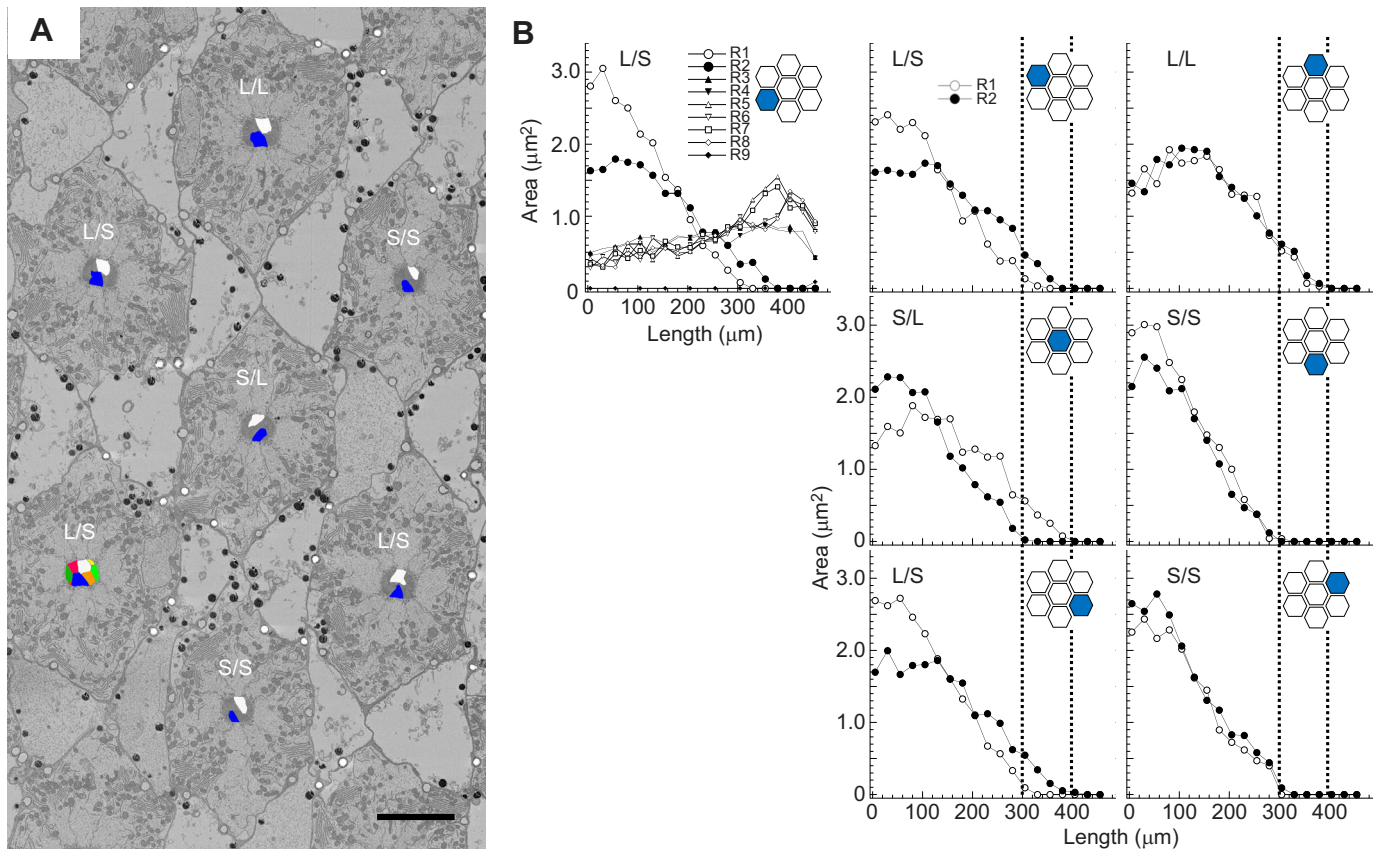 A
L/L
L/S
S/S
S/L
L/S
L/S
S/S
B
L/S
R1
R2
R3
R4
R5
R6
R7
R8
R9
Area (μm²)
3.0
2.0
1.0
0
0 100 200 300 400
Length (μm)
L/S
R1
R2
L/L
S/L
3.0
2.0
1.0
0
S/S
Area (μm²)
L/S
3.0
2.0
1.0
0
S/S
0 100 200 300 400
0 100 200 300 400
Length (μm)